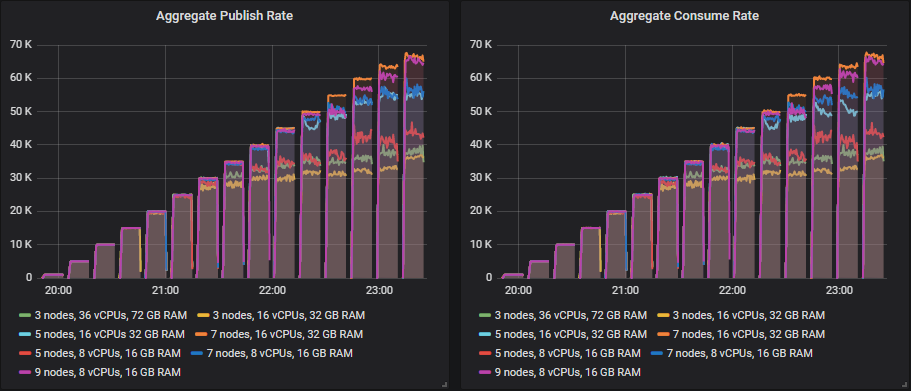 Aggregate Publish Rate
70 K
60 K
50 K
40 K
30 K
20 K
10 K
0
20:00 21:00 22:00 23:00
3 nodes, 36 vCPUs, 72 GB RAM 3 nodes, 16 vCPUs, 32 GB RAM
5 nodes, 16 vCPUs 32 GB RAM 7 nodes, 16 vCPUs, 32 GB RAM
5 nodes, 8 vCPUs, 16 GB RAM 7 nodes, 8 vCPUs, 16 GB RAM
9 nodes, 8 vCPUs, 16 GB RAM
Aggregate Consume Rate
70 K
60 K
50 K
40 K
30 K
20 K
10 K
0
20:00 21:00 22:00 23:00
3 nodes, 36 vCPUs, 72 GB RAM 3 nodes, 16 vCPUs, 32 GB RAM
5 nodes, 16 vCPUs, 32 GB RAM 7 nodes, 16 vCPUs, 32 GB RAM
5 nodes, 8 vCPUs, 16 GB RAM 7 nodes, 8 vCPUs, 16 GB RAM
9 nodes, 8 vCPUs, 16 GB RAM